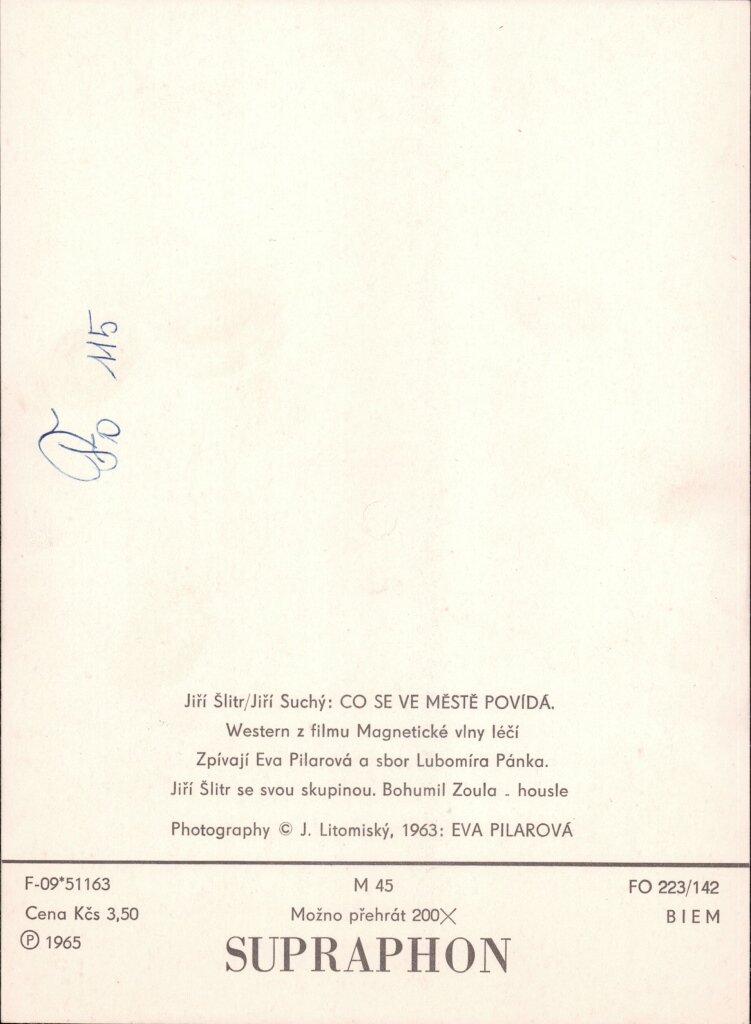 115
Jiří Šlitr/Jiří Suchý: CO SE VE MĚSTĚ POVÍDÁ.
Western z filmu Magnetické vlny léčí
Zpívají Eva Pilarová a sbor Lubomíra Pánka.
Jiří Šlitr se svou skupinou. Bohumil Zoula - housle
Photography © J. Litomiský, 1963: EVA PILAROVÁ
F-09*51163 M 45 FO 223/142
Cena Kčs 3,50 Možno přehrát 200X BIEM
Ⓟ 1965
SUPRAPHON